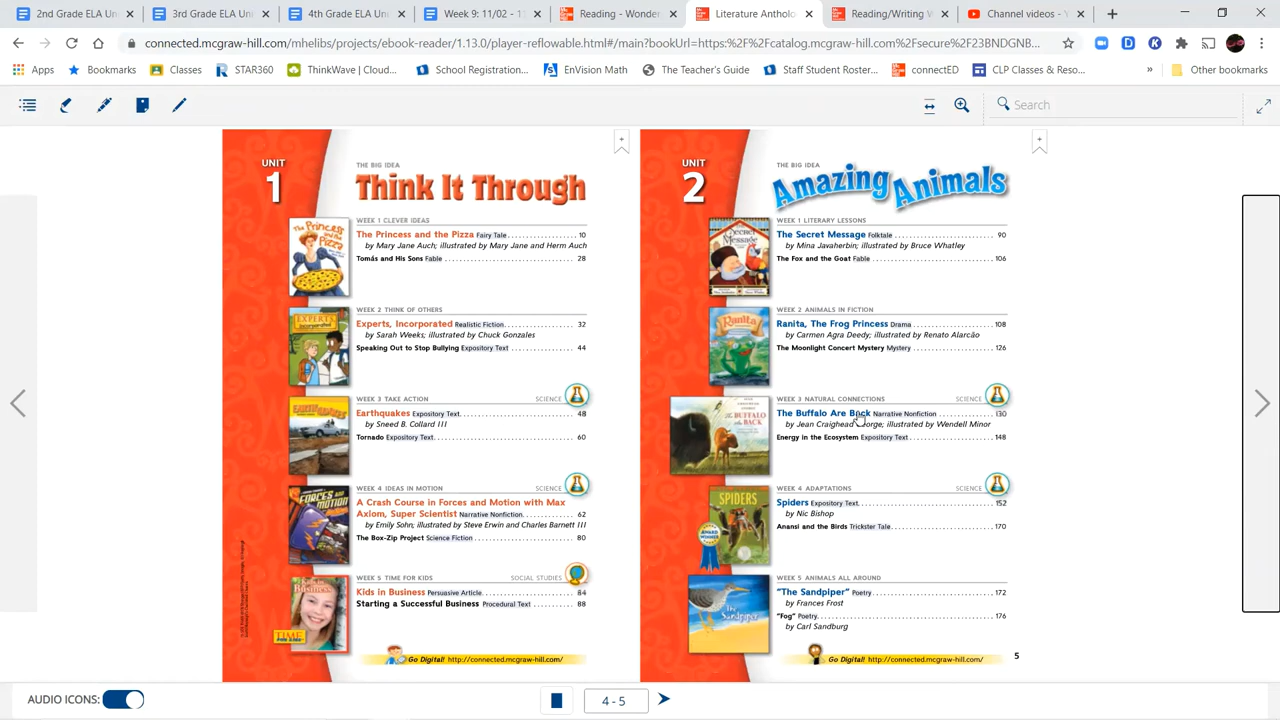 2nd Grade ELA Un
3rd Grade ELA Uni
4th Grade ELA Uni
Week 9: 11/02 - 1
Reading - Wonder
Literature Antholo
Reading/Writing W
Channel videos - Y
connected.mcgraw-hill.com/mhelibs/projects/ebook-reader/1.13.0/player-reflowable.html#/main?bookUrl=https:%2F%2Fcatalog.mcgraw-hill.com%2Fsecure%2F23BNDGNB...
Apps
Bookmarks
Classes
STAR360
ThinkWave | Cloud...
School Registration...
EnVision Math
The Teacher's Guide
Staff Student Roster...
connectED
CLP Classes & Reso...
»
Other bookmarks
Search
UNIT
1
THE BIG IDEA
Think It Through
WEEK 1 CLEVER IDEAS
The Princess and the Pizza Fairy Tale 10
by Mary Jane Auch; illustrated by Mary Jane and Herm Auch
Tomás and His Sons Fable 28
WEEK 2 THINK OF OTHERS
Experts, Incorporated Realistic Fiction 32
by Sarah Weeks; illustrated by Chuck Gonzales
Speaking Out to Stop Bullying Expository Text 44
WEEK 3 TAKE ACTION SCIENCE
Earthquakes Expository Text 48
by Sneed B. Collard III
Tornado Expository Text 60
WEEK 4 IDEAS IN MOTION SCIENCE
A Crash Course in Forces and Motion with Max
Axiom, Super Scientist Narrative Nonfiction 62
by Emily Sohn; illustrated by Steve Erwin and Charles Barnett III
The Box-Zip Project Science Fiction 80
WEEK 5 TIME FOR KIDS SOCIAL STUDIES
Kids in Business Persuasive Article 84
Starting a Successful Business Procedural Text 88
Go Digital! http://connected.mcgraw-hill.com/
UNIT
2
THE BIG IDEA
Amazing Animals
WEEK 1 LITERARY LESSONS
The Secret Message Folktale 90
by Mina Javaherbin; illustrated by Bruce Whatley
The Fox and the Goat Fable 106
WEEK 2 ANIMALS IN FICTION
Ranita, The Frog Princess Drama 108
by Carmen Agra Deedy; illustrated by Renato Alarcão
The Moonlight Concert Mystery Mystery 126
WEEK 3 NATURAL CONNECTIONS SCIENCE
The Buffalo Are Back Narrative Nonfiction 130
by Jean Craighead George; illustrated by Wendell Minor
Energy in the Ecosystem Expository Text 148
WEEK 4 ADAPTATIONS SCIENCE
Spiders Expository Text 152
by Nic Bishop
Anansi and the Birds Trickster Tale 170
WEEK 5 ANIMALS ALL AROUND
"The Sandpiper" Poetry 172
by Frances Frost
"Fog" Poetry 176
by Carl Sandburg
Go Digital! http://connected.mcgraw-hill.com/
5
AUDIO ICONS:
4 - 5